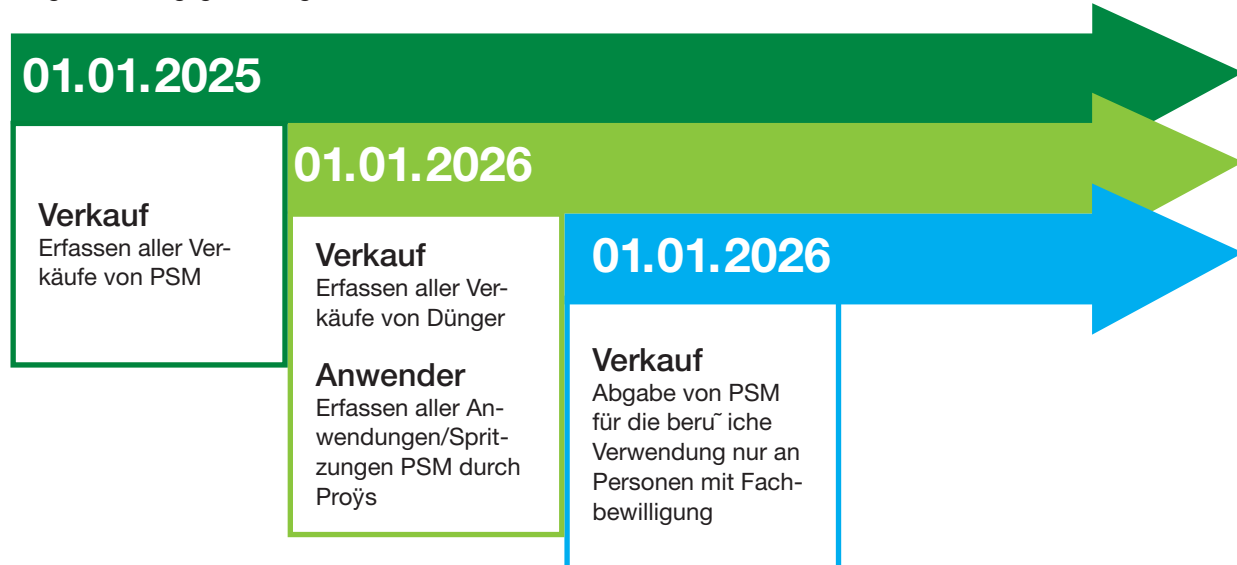 01.01.2025
Verkauf
Erfassen aller Ver-
käufe von PSM
01.01.2026
Verkauf
Erfassen aller Ver-
käufe von Dünger
Anwender
Erfassen aller An-
wendungen/Sprit-
zungen PSM durch
Proÿs
01.01.2026
Verkauf
Abgabe von PSM
für die beru˜ iche
Verwendung nur an
Personen mit Fach-
bewilligung